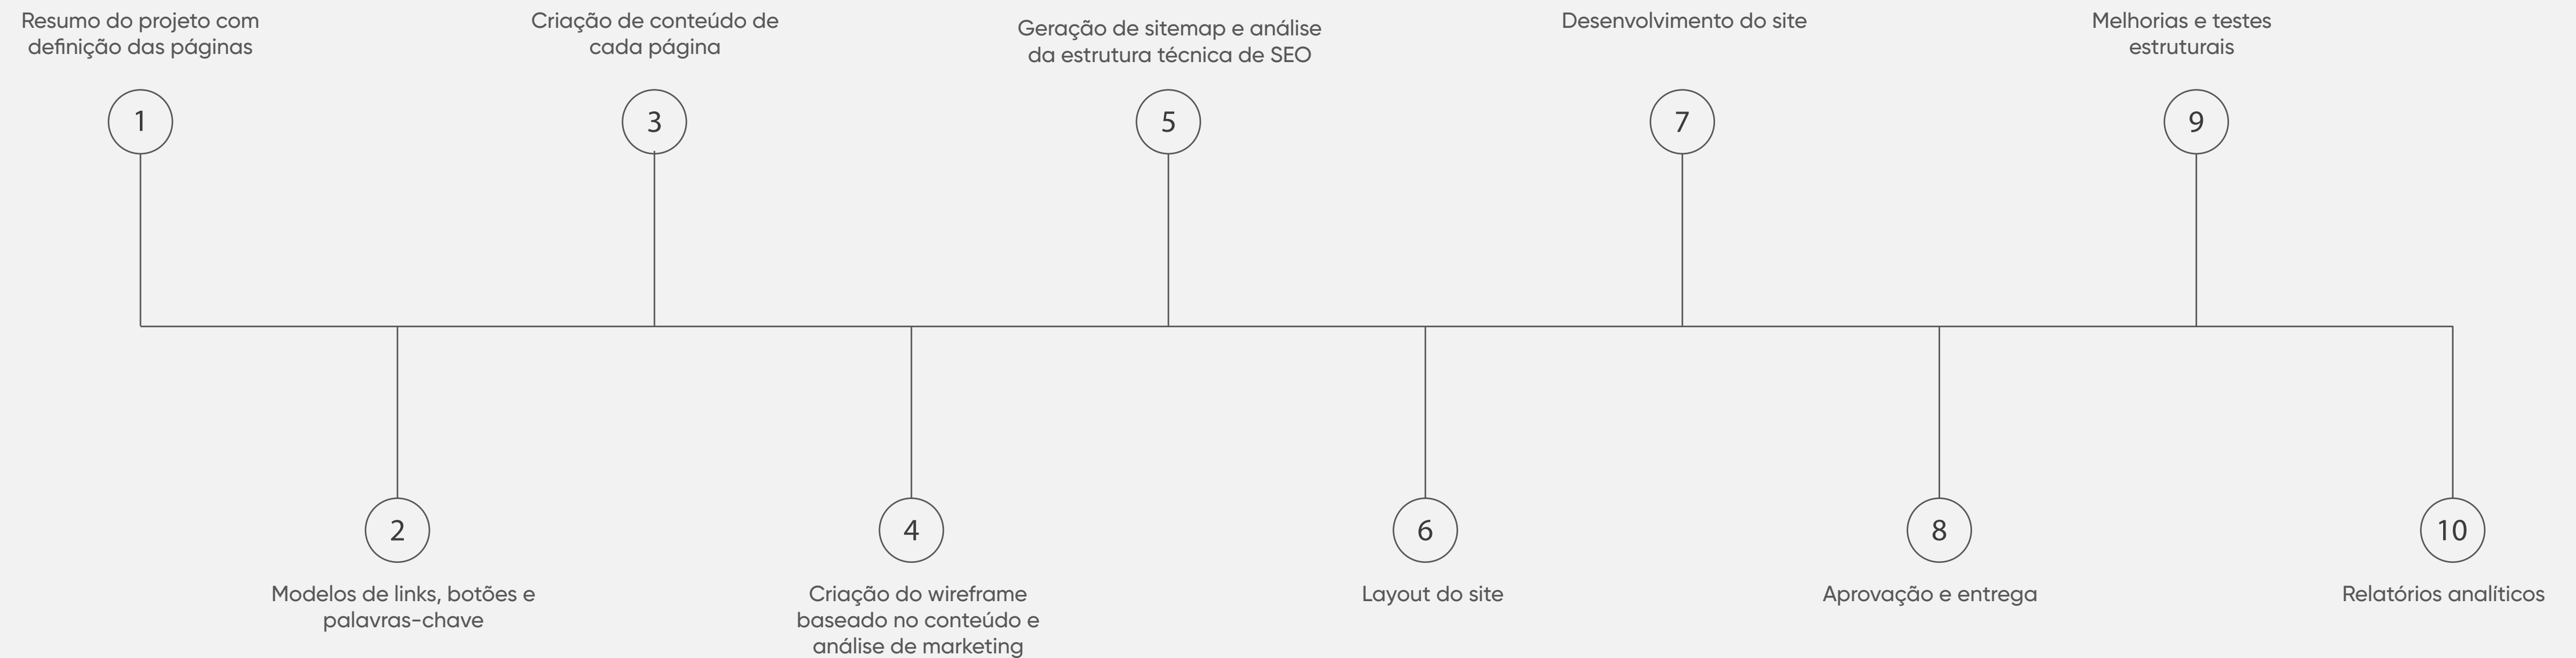 Resumo do projeto com
definição das páginas
1
Modelos de links, botões e
palavras-chave
2
Criação de conteúdo de
cada página
3
Criação do wireframe
baseado no conteúdo e
análise de marketing
4
Geração de sitemap e análise
da estrutura técnica de SEO
5
Layout do site
6
Desenvolvimento do site
7
Aprovação e entrega
8
Melhorias e testes
estruturais
9
Relatórios analíticos
10